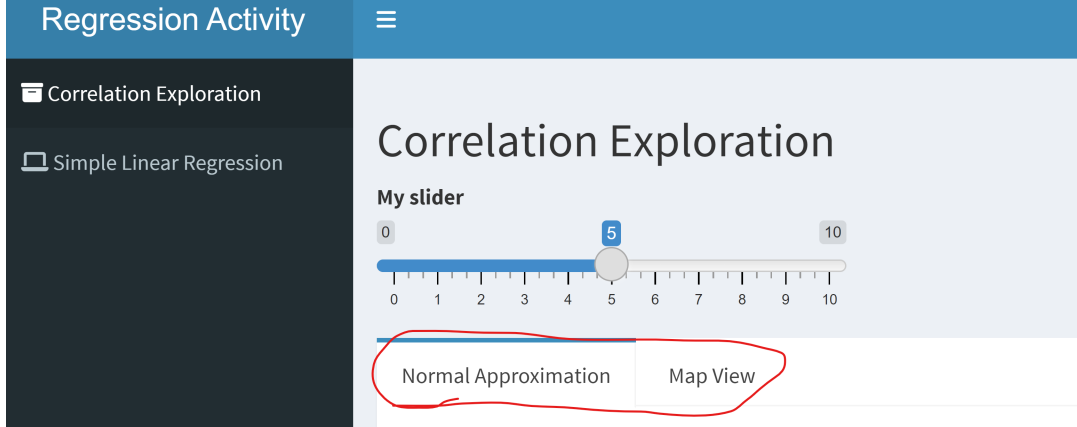 Regression Activity
Correlation Exploration
Simple Linear Regression
Correlation Exploration
My slider
0 5 10
0 1 2 3 4 5 6 7 8 9 10
Normal Approximation Map View